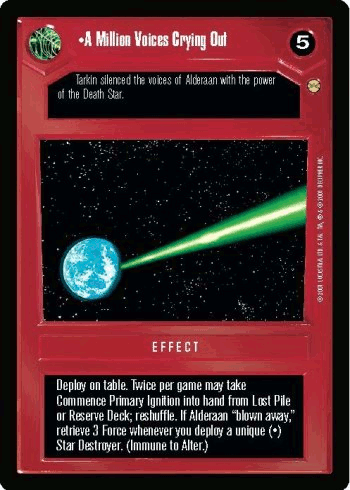 •A Million Voices Crying Out
5
Tarkin silenced the voices of Alderaan with the power
of the Death Star.
EFFECT
Deploy on table. Twice per game may take
Commence Primary Ignition into hand from Lost Pile
or Reserve Deck; reshuffle. If Alderaan “blown away,”
retrieve 3 Force whenever you deploy a unique (•)
Star Destroyer. (Immune to Alter.)